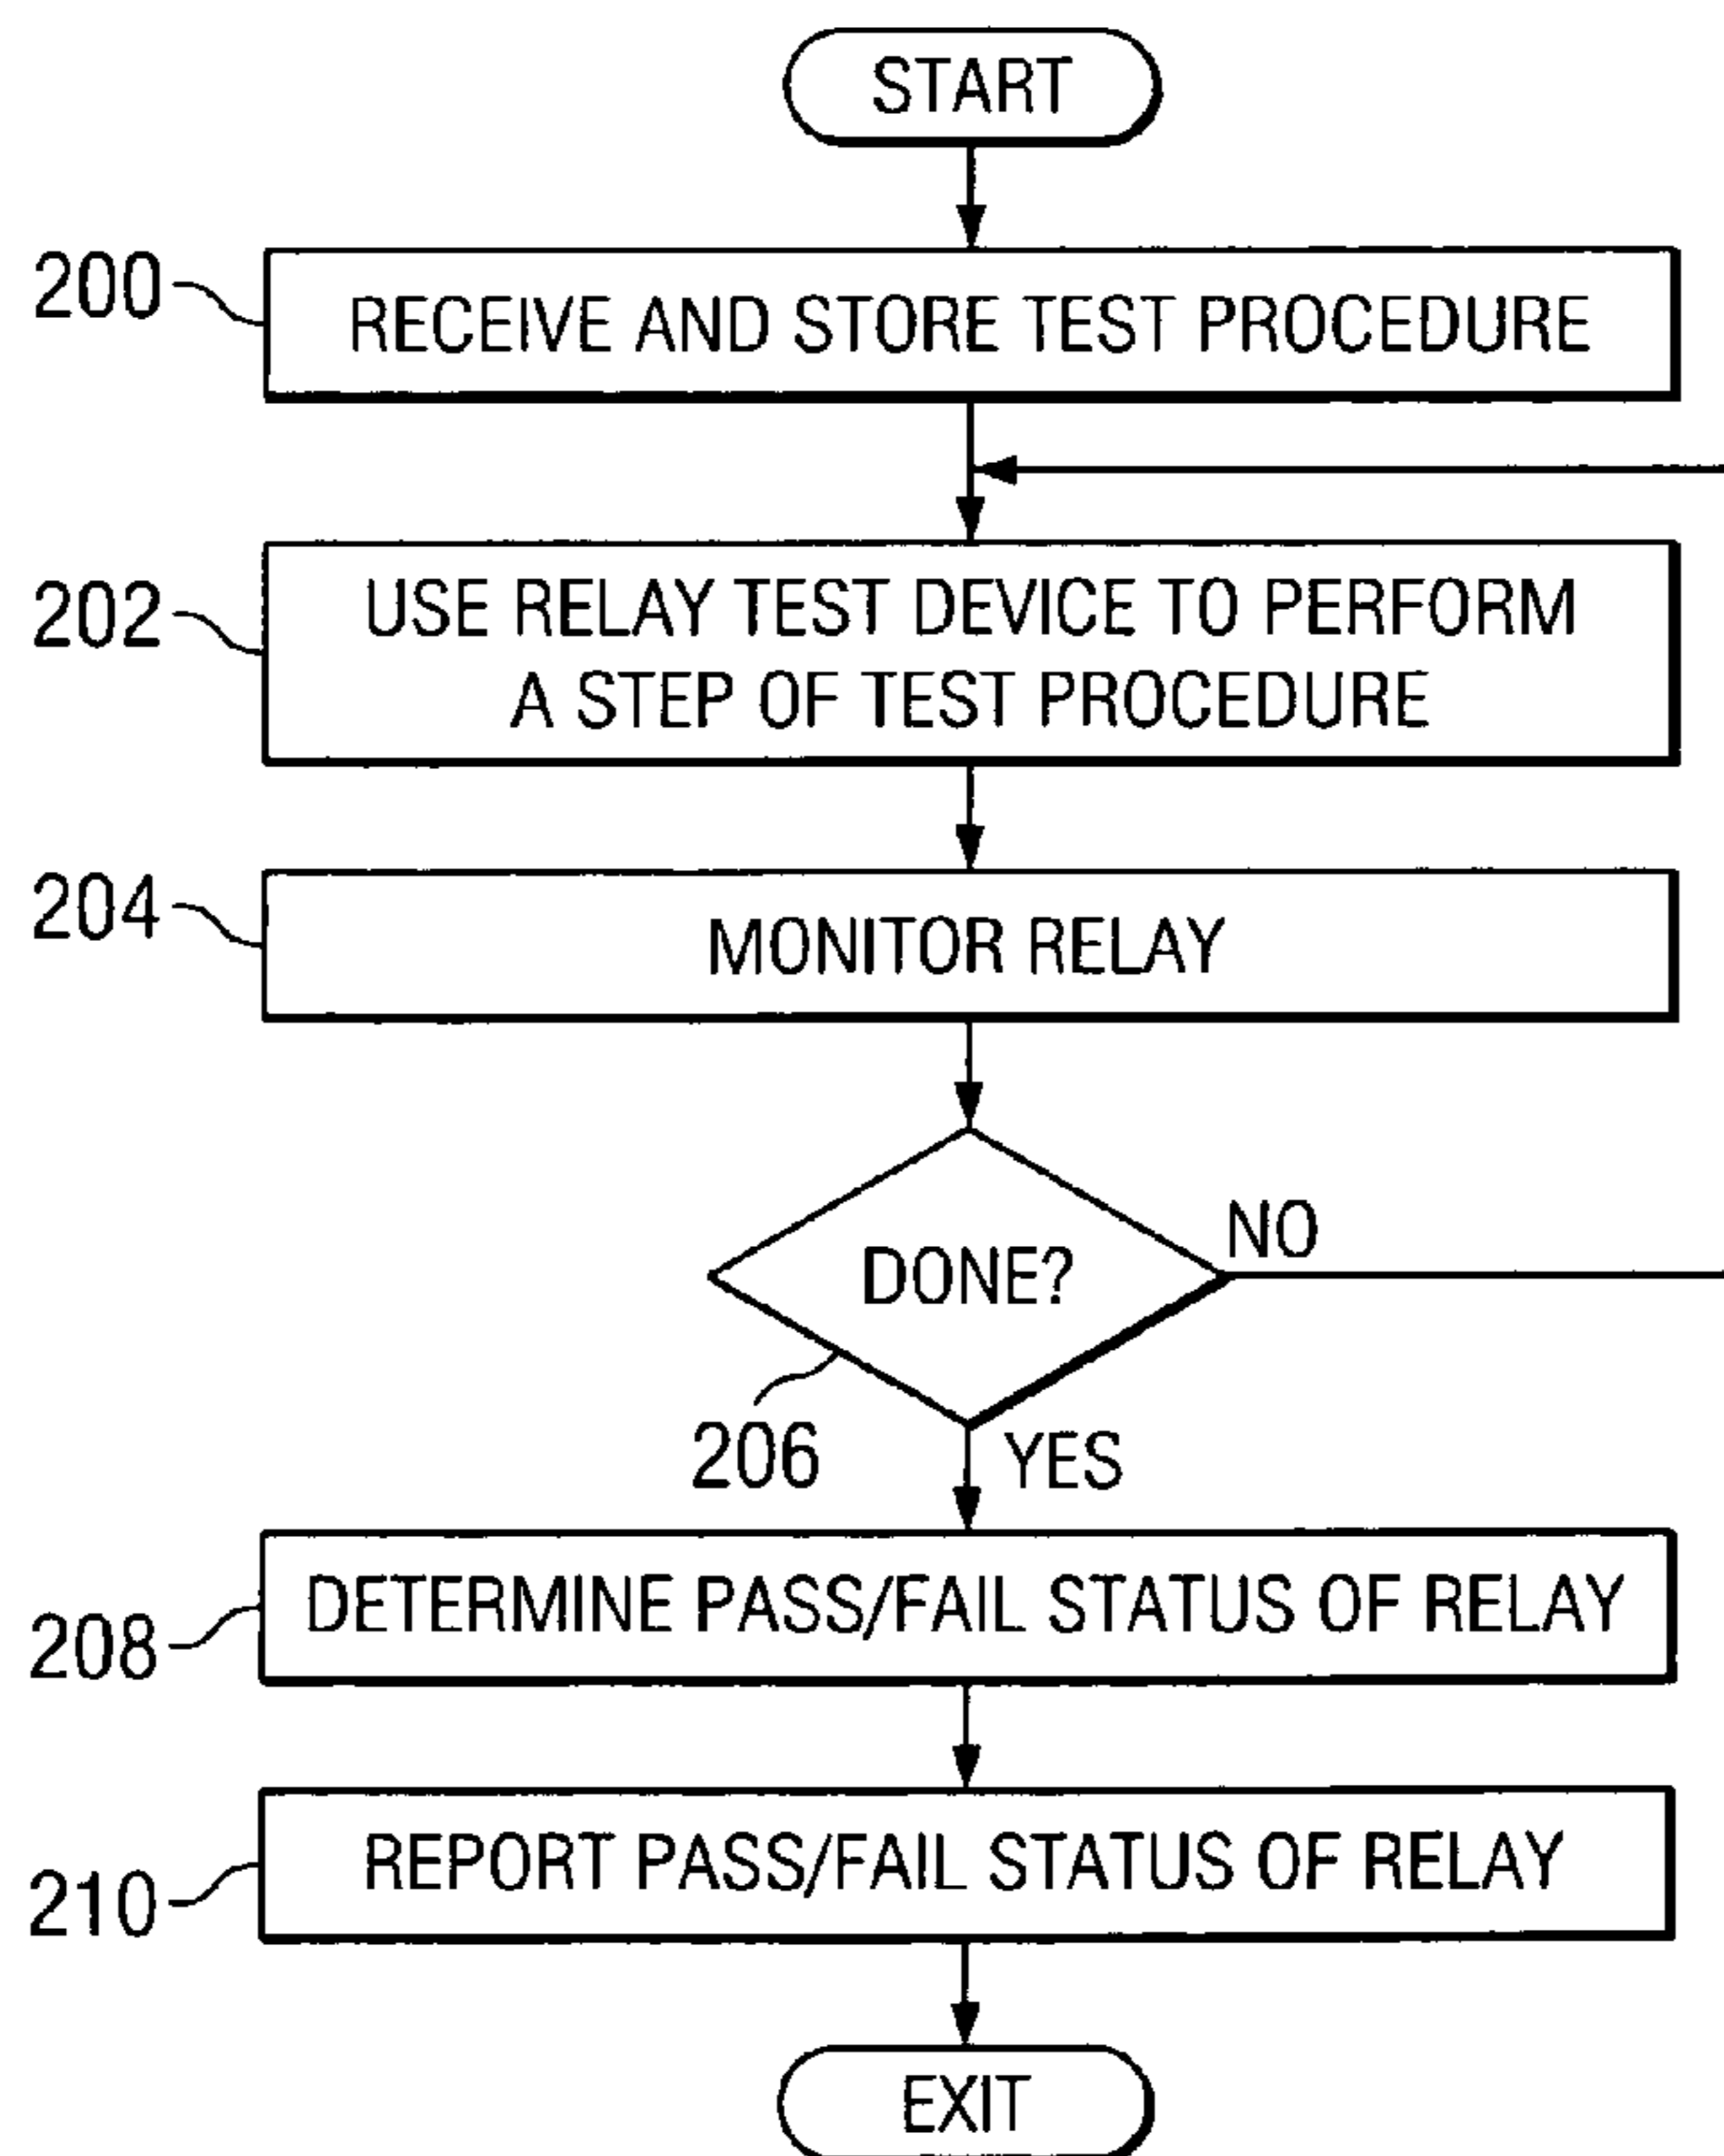 START
200
RECEIVE AND STORE TEST PROCEDURE
202
USE RELAY TEST DEVICE TO PERFORM
A STEP OF TEST PROCEDURE
204
MONITOR RELAY
DONE?
NO
206
YES
208
DETERMINE PASS/FAIL STATUS OF RELAY
210
REPORT PASS/FAIL STATUS OF RELAY
EXIT